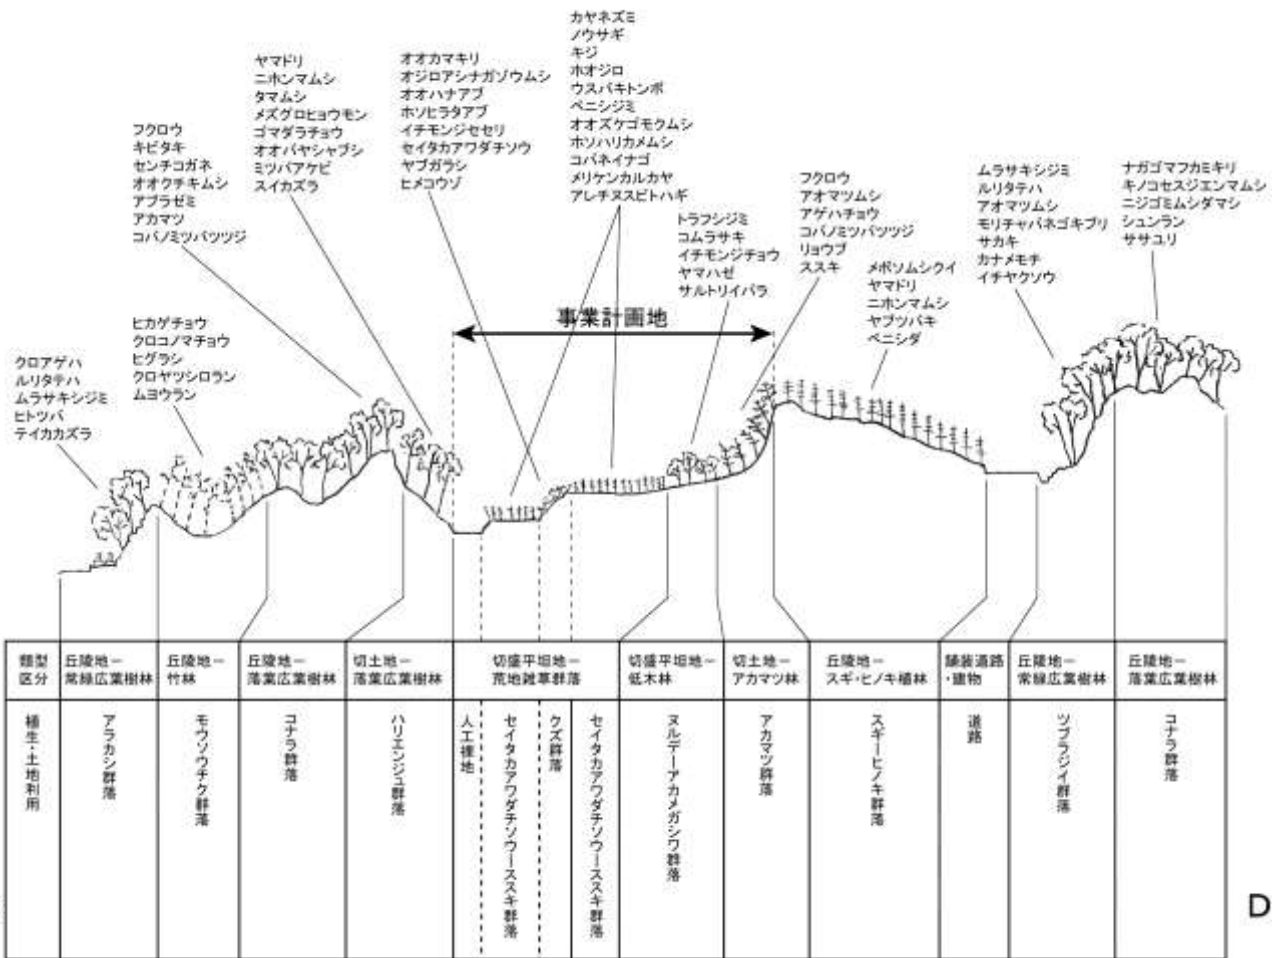 カヤネズミ
ノウサギ
キジ
ホオジロ
ウスバキトンボ
ベニシジミ
オオズケゴモクムシ
ホソハリカメムシ
コバネイナゴ
メリケンカルカヤ
アレチヌスビトハギ
オオカマキリ
オジロアシナガゾウムシ
オオハナアブ
ホソヒラタアブ
イチモンジセセリ
セイタカアワダチソウ
ヤブガラシ
ヒメコウゾ
ヤマドリ
ニホンマムシ
タマムシ
メスグロヒョウモン
ゴマダラチョウ
オオバヤシャブシ
ミツバアケビ
スイカズラ
フクロウ
キビタキ
センチコガネ
オオクチキムシ
アブラゼミ
アカマツ
コバノミツバツツジ
ヒカゲチョウ
クロコノマチョウ
ヒグラシ
クロヤツシロラン
ムヨウラン
クロアゲハ
ルリタテハ
ムラサキシジミ
ヒトツバ
テイカカズラ
トラフシジミ
コムラサキ
イチモンジチョウ
ヤマハゼ
サルトリイバラ
フクロウ
アオマツムシ
アゲハチョウ
コバノミツバツツジ
リョウブ
ススキ
メボソムシクイ
ヤマドリ
ニホンマムシ
ヤブツバキ
ベニシダ
ムラサキシジミ
ルリタテハ
アオマツムシ
モリチャバネゴキブリ
サカキ
カナメモチ
イチヤクソウ
ナガゴマフカミキリ
キノコセスジエンマムシ
ニジゴミムシダマシ
シュンラン
ササユリ
事業計画地
類型
区分
丘陵地－
常緑広葉樹林
丘陵地－
竹林
丘陵地－
落葉広葉樹林
切土地－
落葉広葉樹林
切盛平坦地－
荒地雑草群落
切盛平坦地－
低木林
切土地－
アカマツ林
丘陵地－
スギ・ヒノキ植林
舗装道路
・建物
丘陵地－
常緑広葉樹林
丘陵地－
落葉広葉樹林
植生・土地利用
アラカシ群落
モウソウチク群落
コナラ群落
ハリエンジュ群落
人工裸地
セイタカアワダチソウーススキ群落
クズ群落
セイタカアワダチソウーススキ群落
ヌルデーアカメガシワ群落
アカマツ群落
スギーヒノキ群落
道路
ツブラジイ群落
コナラ群落
D